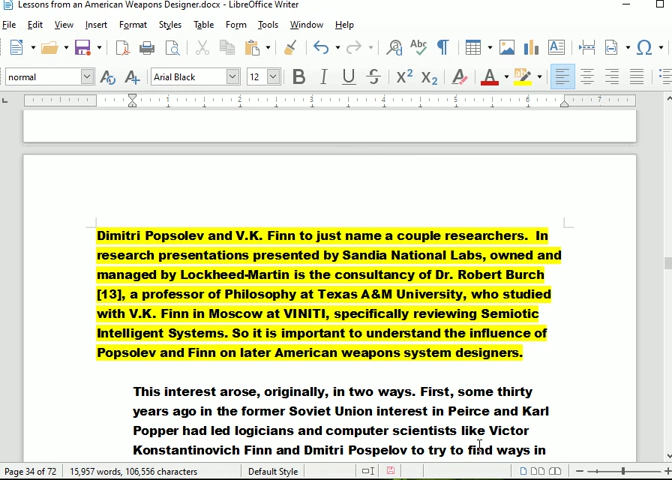 Lessons from an American Weapons Designer.docx - LibreOffice Writer
File Edit View Insert Format Styles Table Form Tools Window Help
normal Arial Black 12
1 2 3 4 5 6 7
Dimitri Popsolev and V.K. Finn to just name a couple researchers. In
research presentations presented by Sandia National Labs, owned and
managed by Lockheed-Martin is the consultancy of Dr. Robert Burch
[13], a professor of Philosophy at Texas A&M University, who studied
with V.K. Finn in Moscow at VINITI, specifically reviewing Semiotic
Intelligent Systems. So it is important to understand the influence of
Popsolev and Finn on later American weapons system designers.
This interest arose, originally, in two ways. First, some thirty
years ago in the former Soviet Union interest in Peirce and Karl
Popper had led logicians and computer scientists like Victor
Konstantinovich Finn and Dmitri Pospelov to try to find ways in
Page 34 of 72 15,957 words, 106,556 characters Default Style